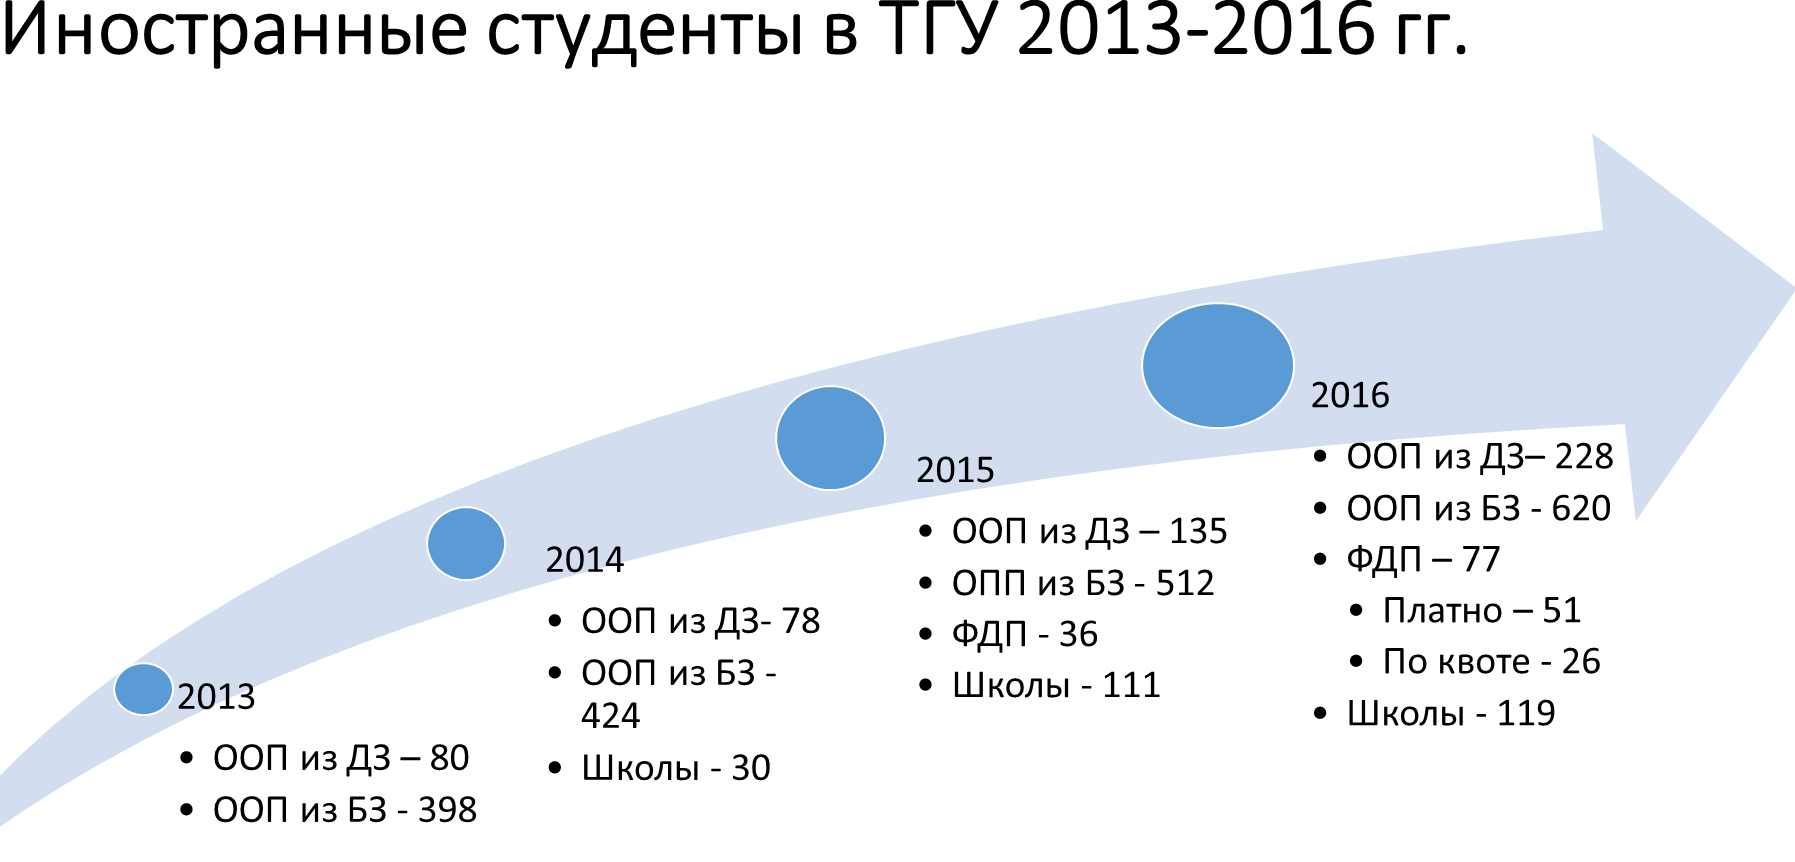 Иностранные студенты в ТГУ 2013-2016 гг.
2013
• ООП из ДЗ – 80
• ООП из БЗ - 398
2014
• ООП из ДЗ- 78
• ООП из БЗ -
424
• Школы - 30
2015
• ООП из ДЗ – 135
• ОПП из БЗ - 512
• ФДП - 36
• Школы - 111
2016
• ООП из ДЗ– 228
• ООП из БЗ - 620
• ФДП – 77
• Платно – 51
• По квоте - 26
• Школы - 119